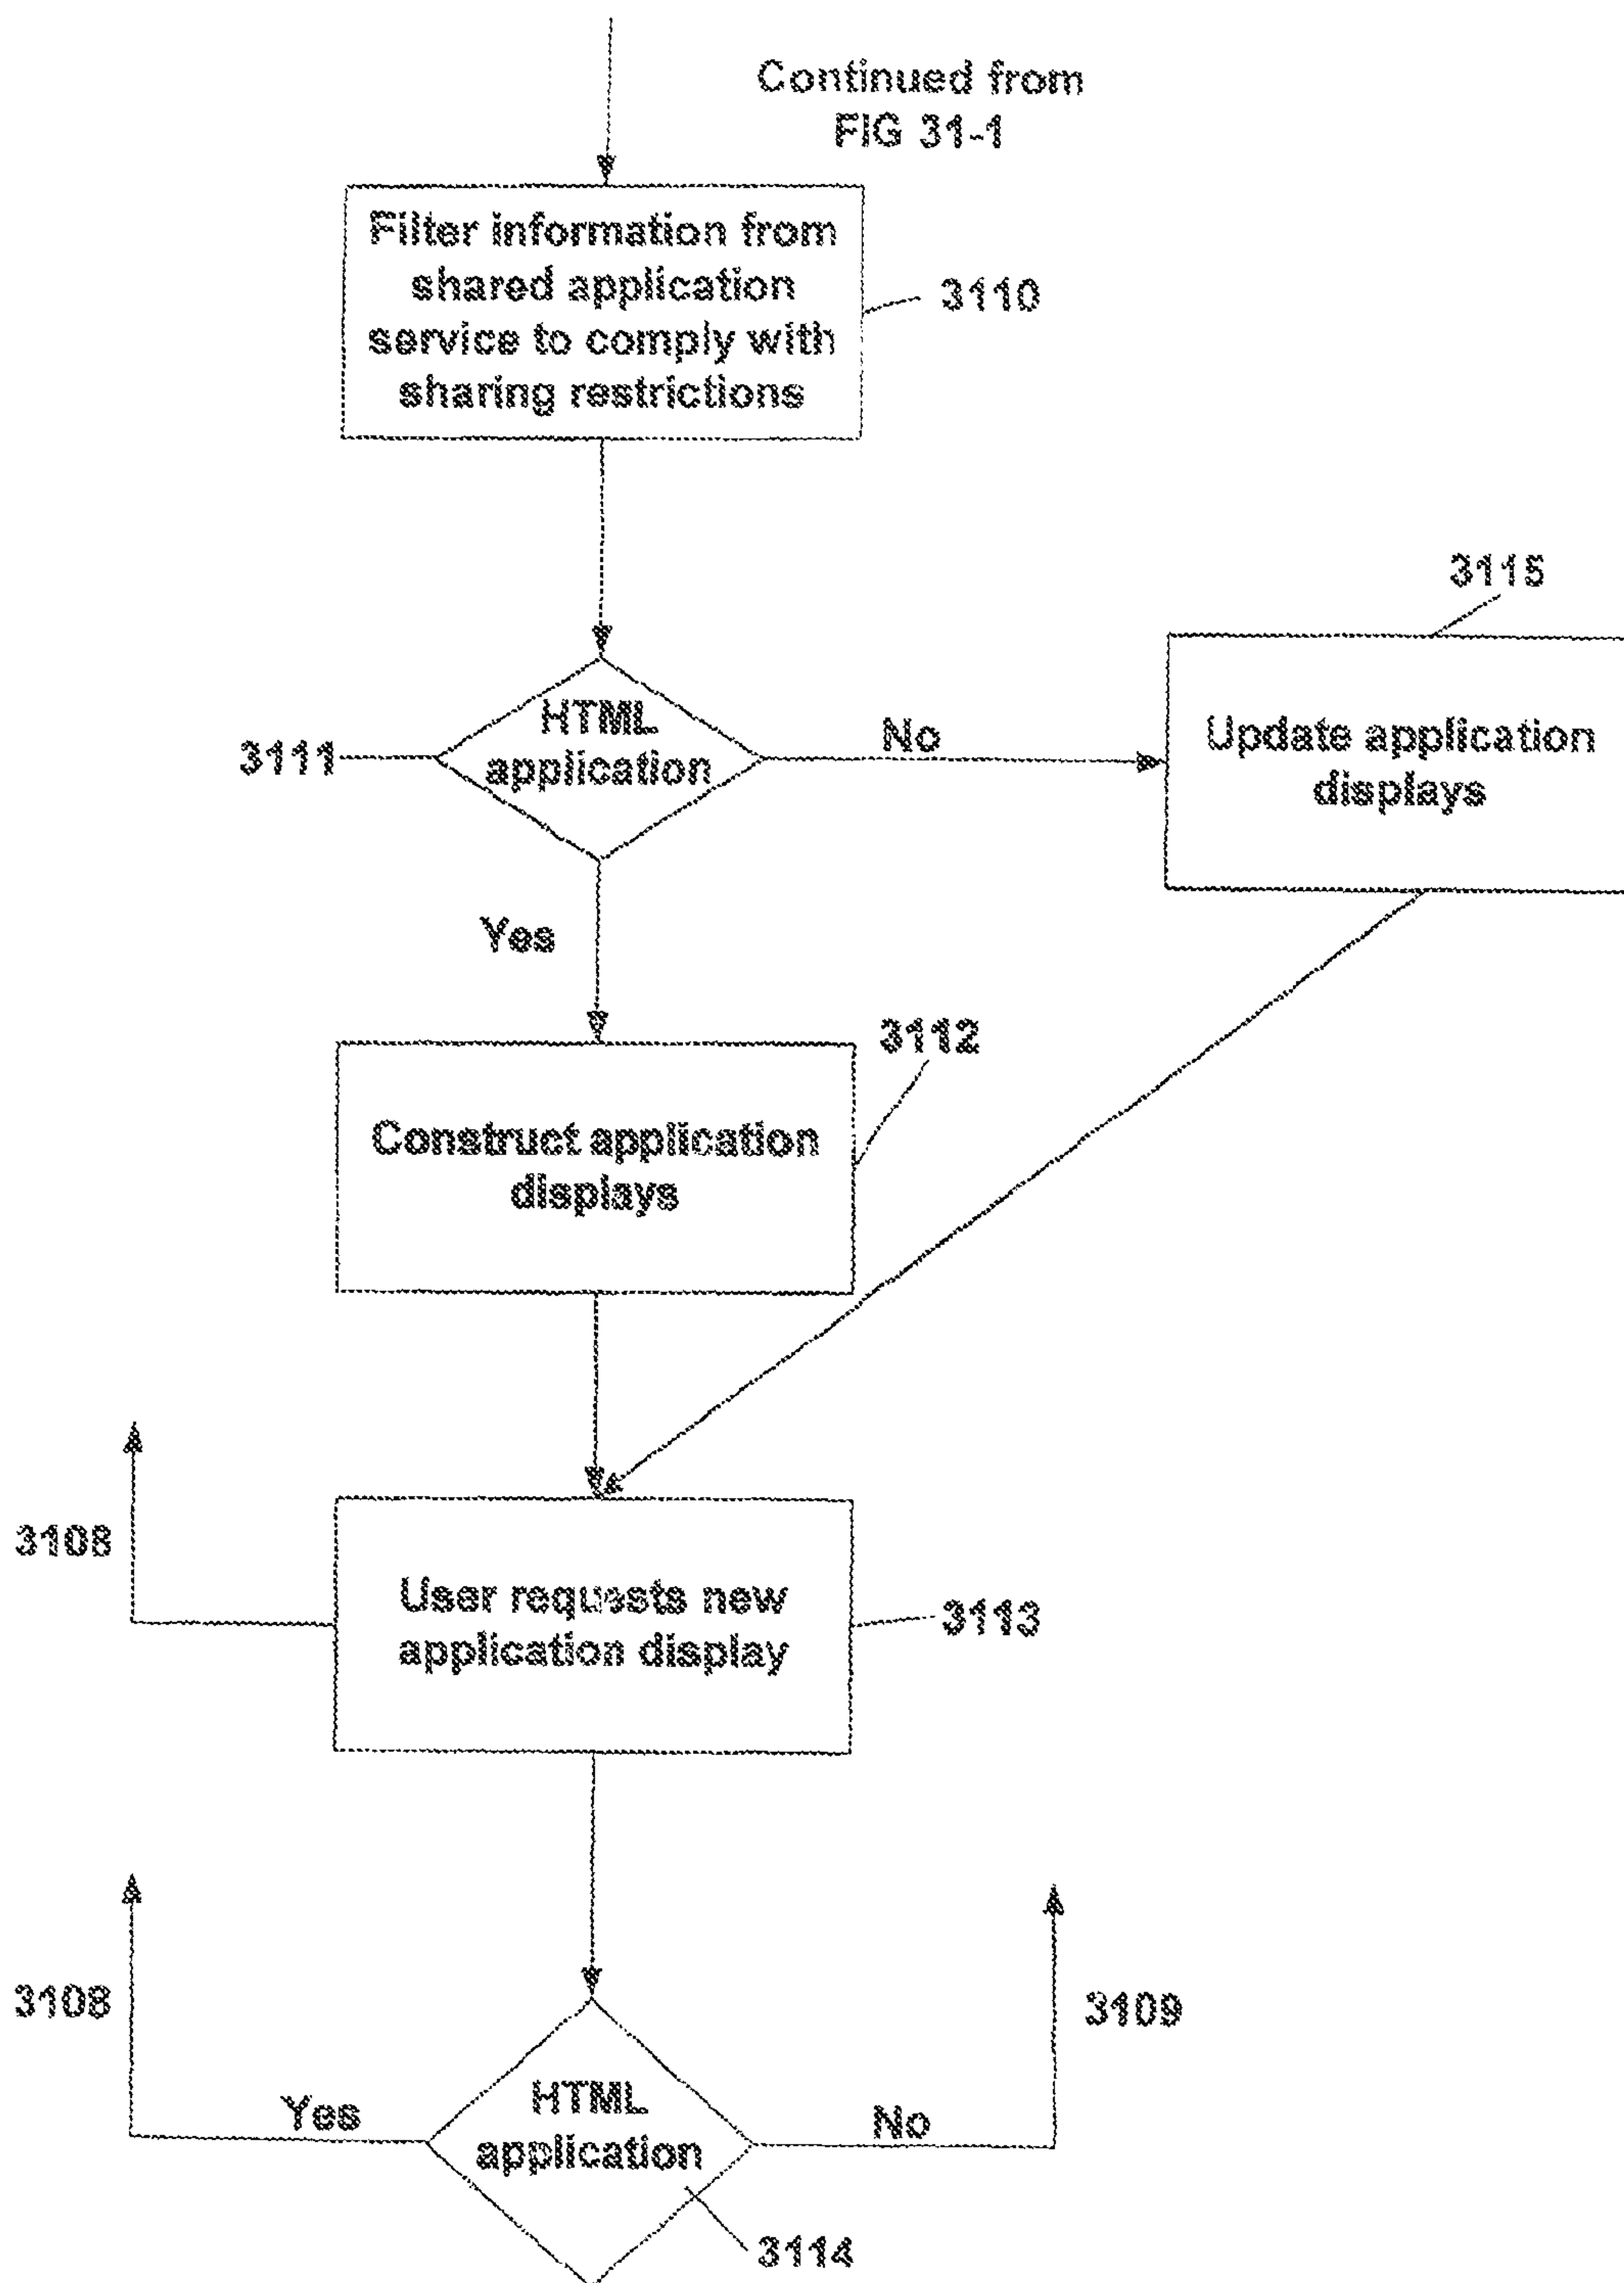 Continued from
FIG 31-1
Filter information from
shared application
service to comply with
sharing restrictions
3110
3115
HTML
application
3111
No
Update application
displays
Yes
3112
Construct application
displays
3108
User requests new
application display
3113
3108
3109
Yes
HTML
application
No
3114